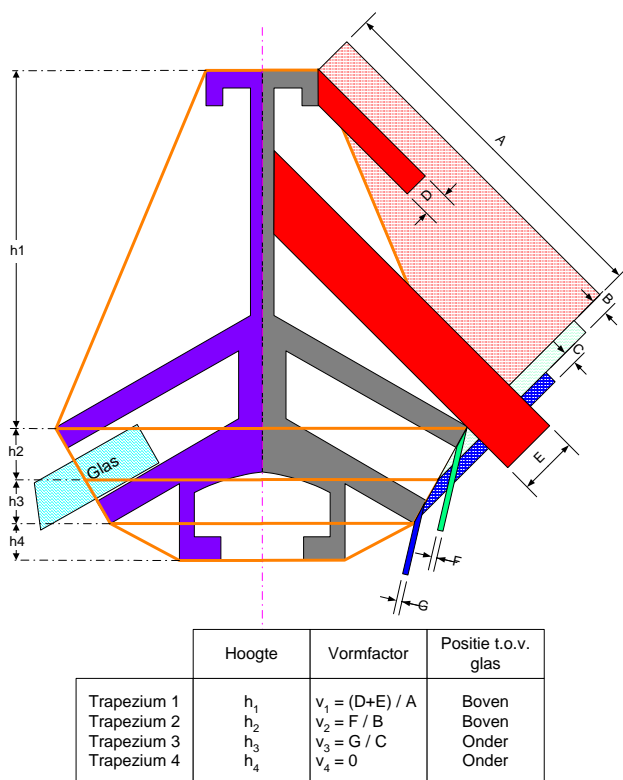 A
D
B
C
E
F
G
h1
h2
h3
h4
Glas
Hoogte Vormfactor Positie t.o.v. glas
Trapezium 1 h₁ v₁ = (D+E) / A Boven
Trapezium 2 h₂ v₂ = F / B Boven
Trapezium 3 h₃ v₃ = G / C Onder
Trapezium 4 h₄ v₄ = 0 Onder